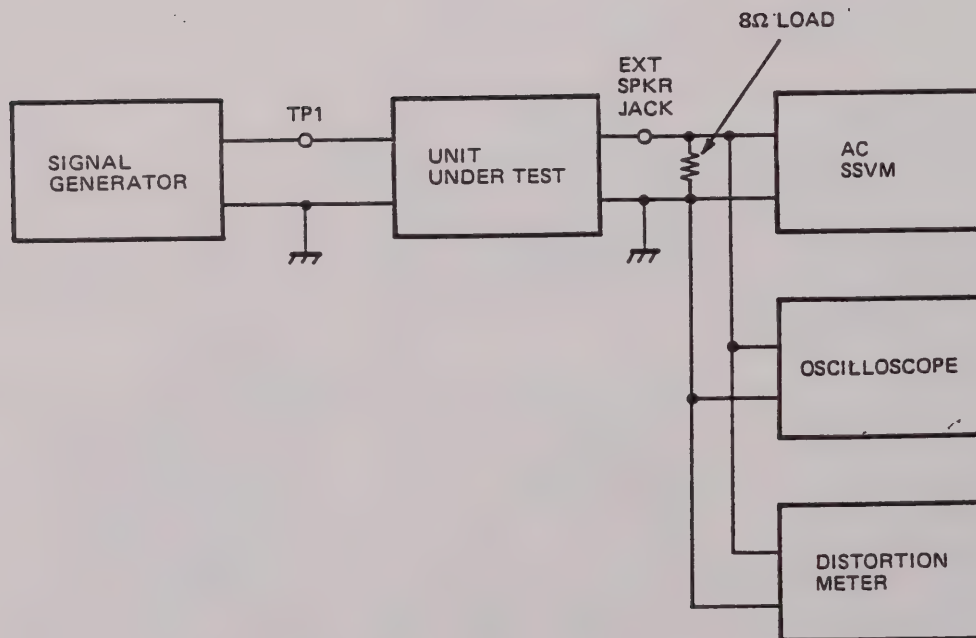 8Ω LOAD
EXT
SPKR
JACK
TP1
SIGNAL
GENERATOR
UNIT
UNDER TEST
AC
SSVM
OSCILLOSCOPE
DISTORTION
METER